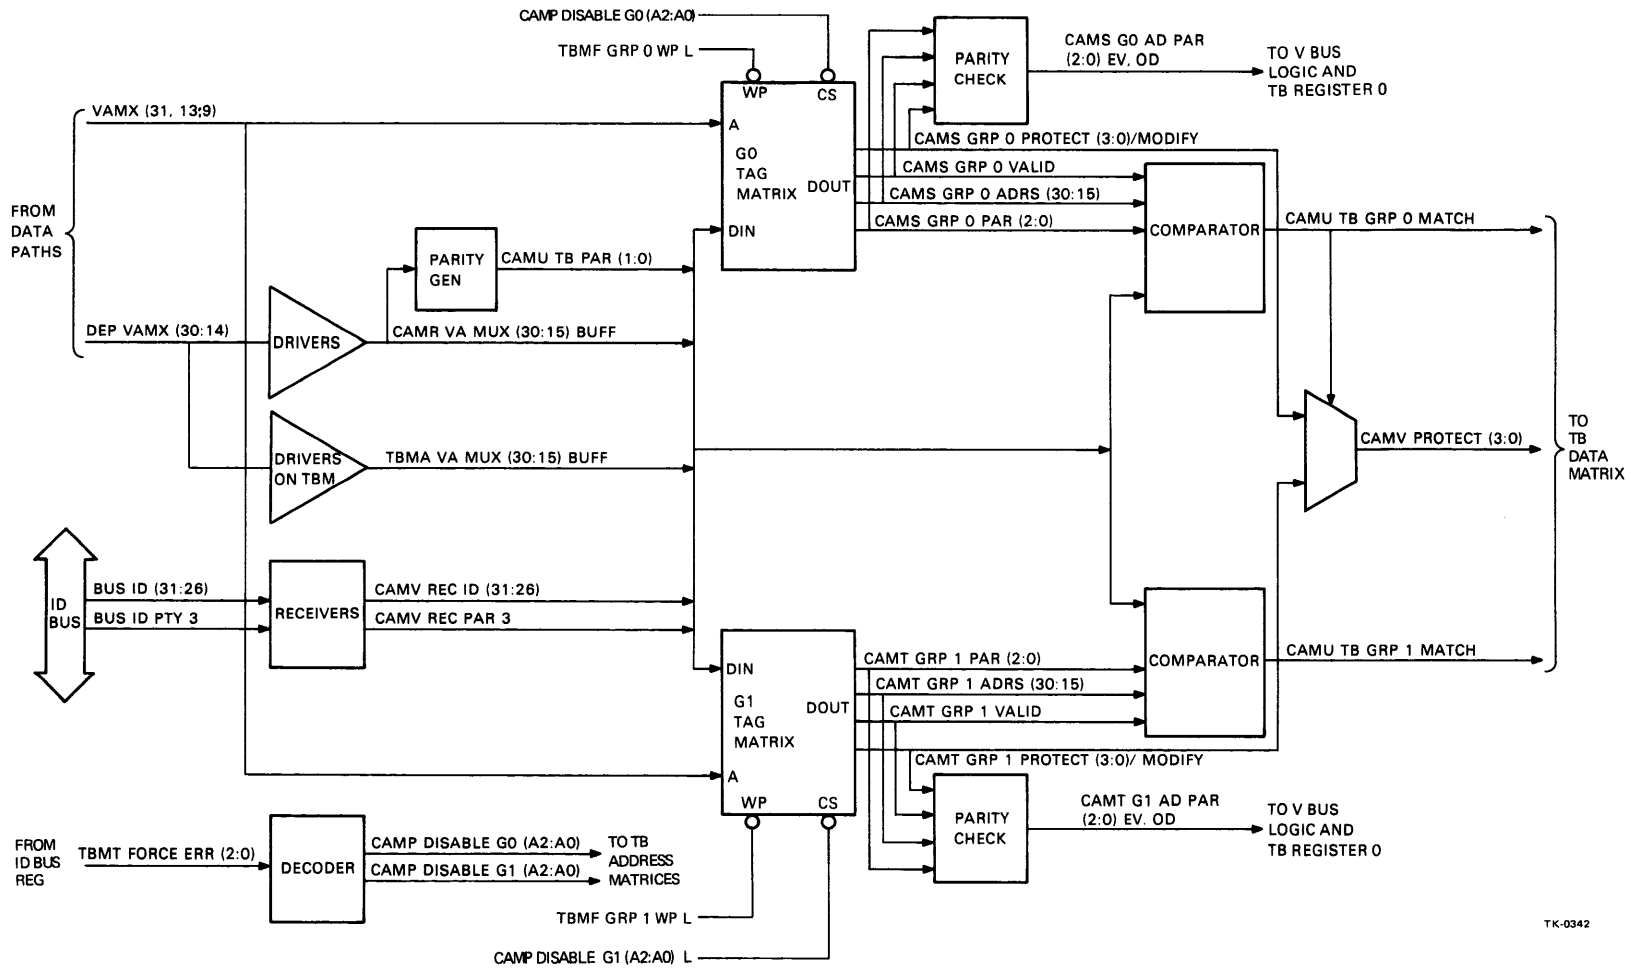 CAMP DISABLE G0 (A2:A0)
TBMF GRP 0 WP L
WP
CS
A
G0
TAG
MATRIX
DOUT
DIN
PARITY
CHECK
CAMS G0 AD PAR
(2:0) EV, OD
TO V BUS
LOGIC AND
TB REGISTER 0
VAMX (31, 13;9)
CAMS GRP 0 PROTECT (3:0)/MODIFY
CAMS GRP 0 VALID
CAMS GRP 0 ADRS (30:15)
CAMS GRP 0 PAR (2:0)
COMPARATOR
CAMU TB GRP 0 MATCH
FROM
DATA
PATHS
PARITY
GEN
CAMU TB PAR (1:0)
DEP VAMX (30:14)
DRIVERS
CAMR VA MUX (30:15) BUFF
DRIVERS
ON TBM
TBMA VA MUX (30:15) BUFF
CAMV PROTECT (3:0)
TO
TB
DATA
MATRIX
ID
BUS
BUS ID (31:26)
BUS ID PTY 3
RECEIVERS
CAMV REC ID (31:26)
CAMV REC PAR 3
DIN
G1
TAG
MATRIX
DOUT
A
WP
CS
CAMT GRP 1 PAR (2:0)
CAMT GRP 1 ADRS (30:15)
CAMT GRP 1 VALID
CAMT GRP 1 PROTECT (3:0)/ MODIFY
COMPARATOR
CAMU TB GRP 1 MATCH
PARITY
CHECK
CAMT G1 AD PAR
(2:0) EV, OD
TO V BUS
LOGIC AND
TB REGISTER 0
FROM
ID BUS
REG
TBMT FORCE ERR (2:0)
DECODER
CAMP DISABLE G0 (A2:A0)
CAMP DISABLE G1 (A2:A0)
TO TB
ADDRESS
MATRICES
TBMF GRP 1 WP L
CAMP DISABLE G1 (A2:A0) L
TK-0342